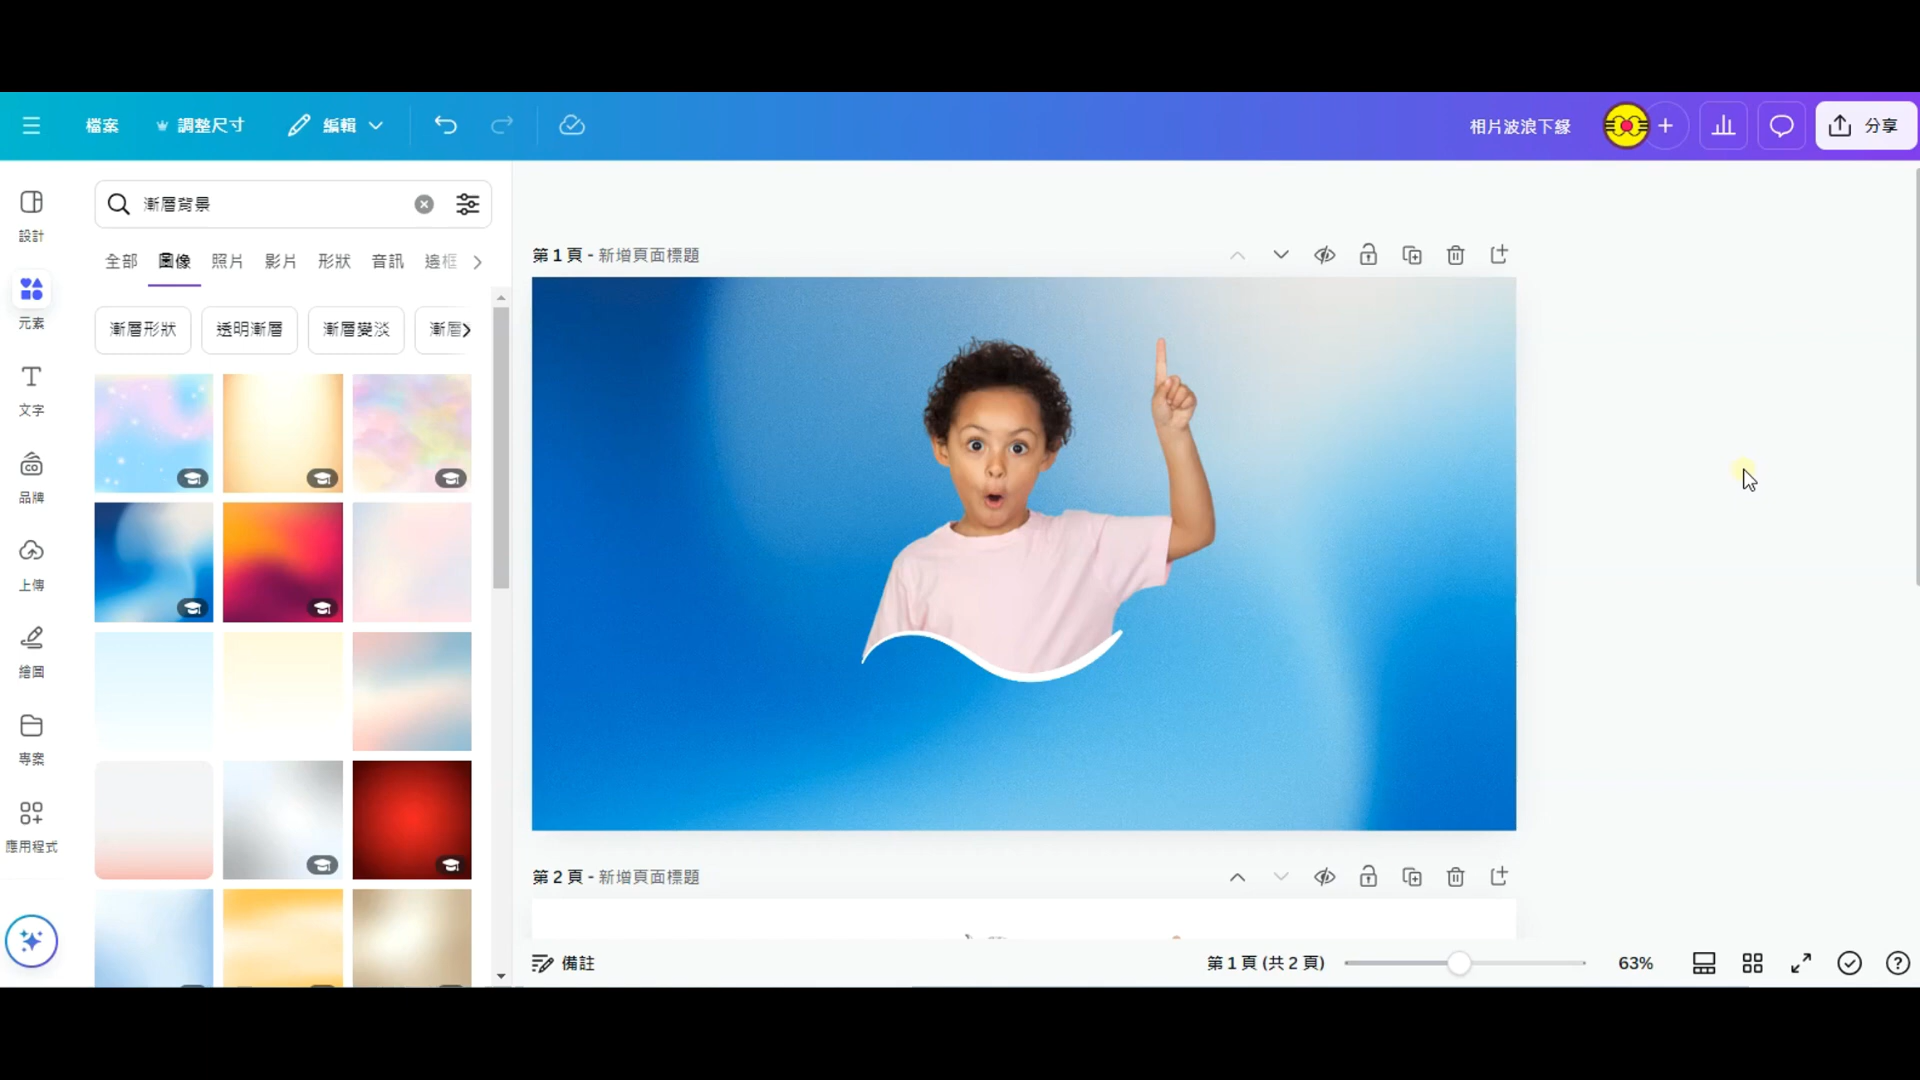 檔案
調整尺寸
編輯
相片波浪下緣
分享
設計
元素
文字
品牌
上傳
繪圖
專案
應用程式
漸層背景
全部 圖像 照片 影片 形狀 音訊 邊框
漸層形狀 透明漸層 漸層變淡 漸層
第 1 頁 - 新增頁面標題
第 2 頁 - 新增頁面標題
備註
第 1 頁 (共 2 頁)
63%